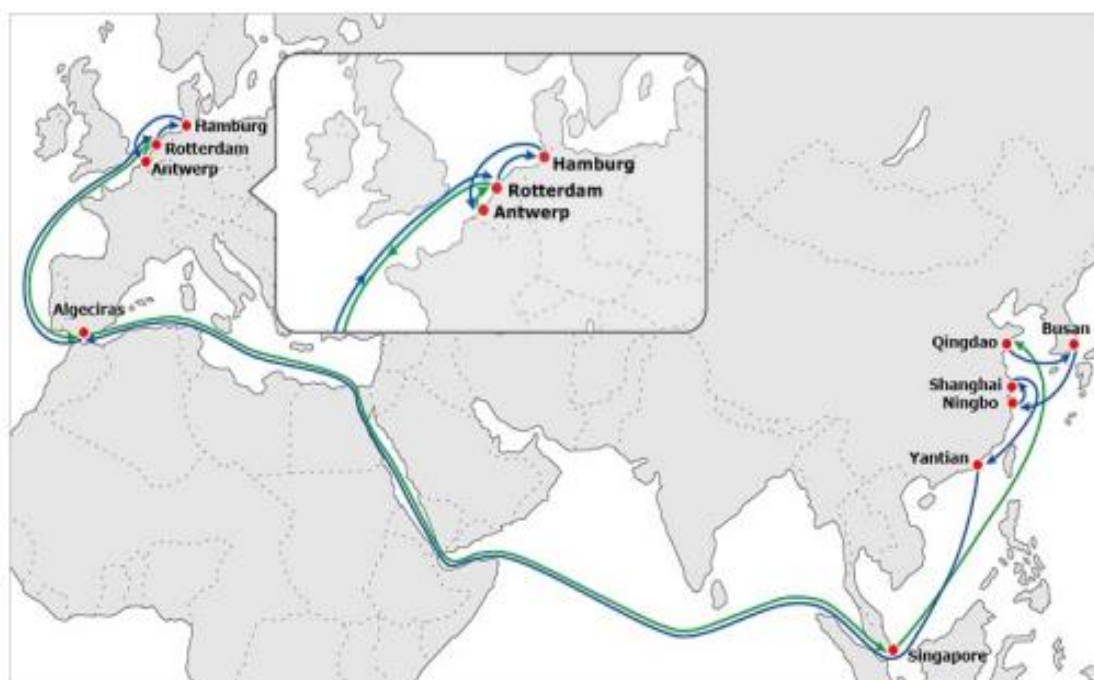 Hamburg
Rotterdam
Antwerp
Hamburg
Rotterdam
Antwerp
Algeciras
Qingdao
Busan
Shanghai
Ningbo
Yantian
Singapore